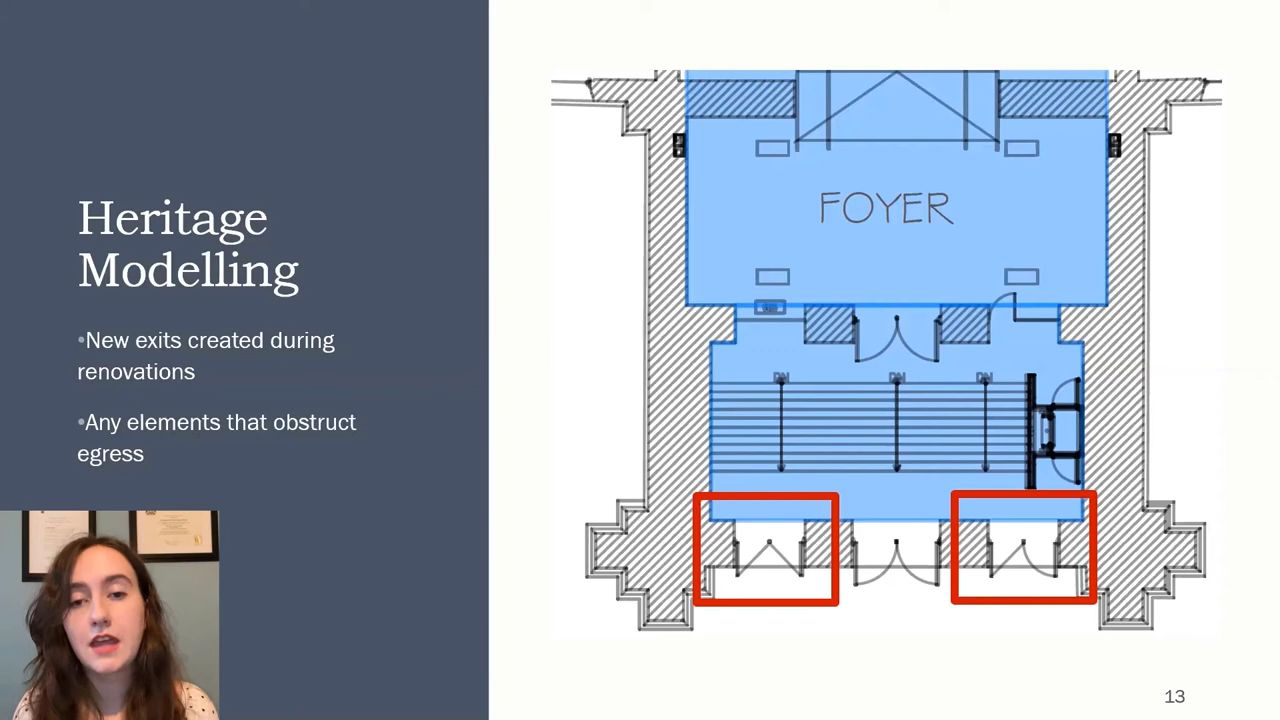 Heritage
Modelling
•New exits created during
renovations
•Any elements that obstruct
egress
FOYER
DN DN DN
13